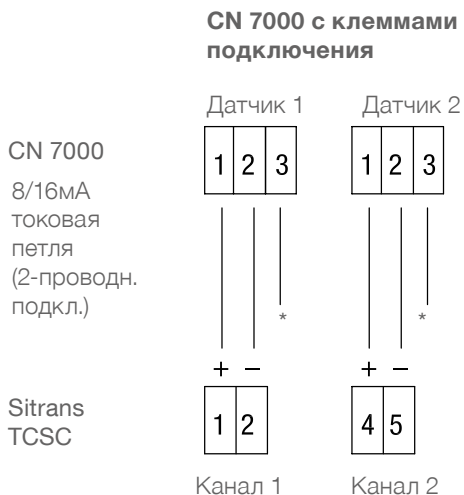 CN 7000 с клеммами
подключения
Датчик 1 Датчик 2
1 2 3 1 2 3
CN 7000
8/16мА
токовая
петля
(2-проводн.
подкл.)
* *
+ − + −
Sitrans
TCSC
1 2 4 5
Канал 1 Канал 2